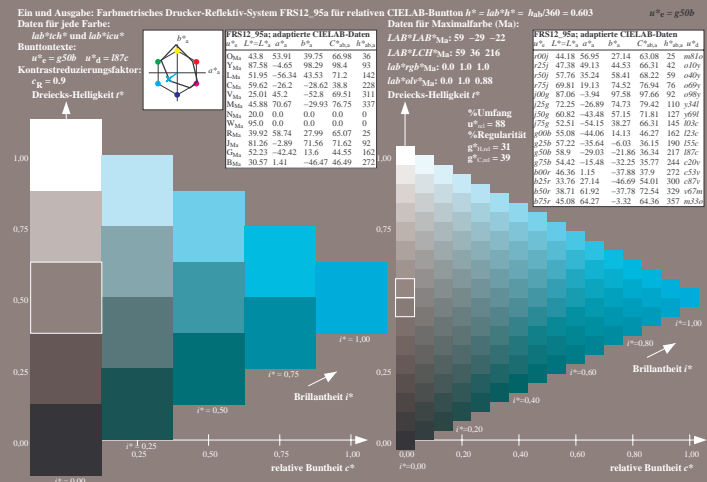 Ein und Ausgabe: Farbmetrisches Drucker-Reflektiv-System FRS12_95a für relativen CIELAB-Buntton h* = lab*h* = h_ab/360 = 0.603
u*e = g50b
Daten für jede Farbe:
lab*tch* und lab*icu*
Bunttontexte:
u*e = g50b u*d = l87c
Kontrastreduzierungsfaktor:
cR = 0.9
Dreiecks-Helligkeit t*
b*a
a*a
FRS12_95a; adaptierte CIELAB-Daten
u*e L*=L*a a*a b*a C*ab,a h*ab,a
OMa 43.8 53.91 39.75 66.98 36
YMa 87.58 -4.65 98.29 98.4 93
LMa 51.95 -56.34 43.53 71.2 142
CMa 59.62 -26.2 -28.62 38.8 228
VMa 53.01 45.2 -52.8 69.51 311
MMa 45.88 70.67 -29.93 76.75 337
NMa 0.0 0.0 0.0 0.0 0
WMa 95.0 0.0 0.0 0.0 0
RMa 39.92 58.74 27.99 65.07 25
JMa 81.26 -2.89 71.56 71.62 92
GMa 52.23 -42.42 13.6 44.55 162
BMa 30.57 1.41 -46.47 46.49 272
Daten für Maximalfarbe (Ma):
LAB*LAB*Ma: 59 -29 -22
LAB*LCH*Ma: 59 36 216
lab*rgb*Ma: 0.0 1.0 1.0
lab*olv*Ma: 1.0 1.0 0.88
Dreiecks-Helligkeit t*
%Umfang
u*rel = 88
%Regularität
g*H,rel = 31
g*C,rel = 39
FRS12_95a; adaptierte CIELAB-Daten
u*e L*=L*a a*a b*a C*ab,a h*ab,a u*d
r00j 44.18 56.95 27.14 63.08 25 m81o
r25j 47.38 49.13 44.53 66.31 42 o10y
r50j 57.76 35.24 58.41 68.22 59 o40y
r75j 69.81 19.13 74.52 76.94 76 o69y
j00g 87.06 -3.94 97.58 97.66 92 o98y
j25g 72.25 -26.89 74.73 79.42 110 y34l
j50g 60.82 -43.48 57.15 71.81 127 y69l
j75g 52.51 -54.15 38.27 66.31 145 l03c
g00b 55.08 -44.06 14.13 46.27 162 l23c
g25b 57.22 -35.64 -6.03 36.15 190 l55c
g50b 58.9 -29.03 -21.86 36.34 217 l87c
g75b 54.42 -15.48 -32.25 35.77 244 c20v
b00r 46.36 1.15 -37.88 37.9 272 c53v
b25r 33.76 27.14 -46.69 54.01 300 c87v
b50r 38.71 61.92 -37.78 72.54 329 v67m
b75r 45.08 64.27 -3.32 64.36 357 m33o
1,00
0,75
0,50
0,25
0,00
i* = 1,00
i* = 0,75
Brillantheit i*
i* = 0,50
i* = 0,25
i* = 0,00
0,25 0,50 0,75 1,00
relative Buntheit c*
1,00
0,75
0,50
0,25
0,00
i*=1,00
i*=0,80
i*=0,60
Brillantheit i*
i*=0,40
i*=0,20
i*=0,00
0,00 0,50 1,00
relative Buntheit c*